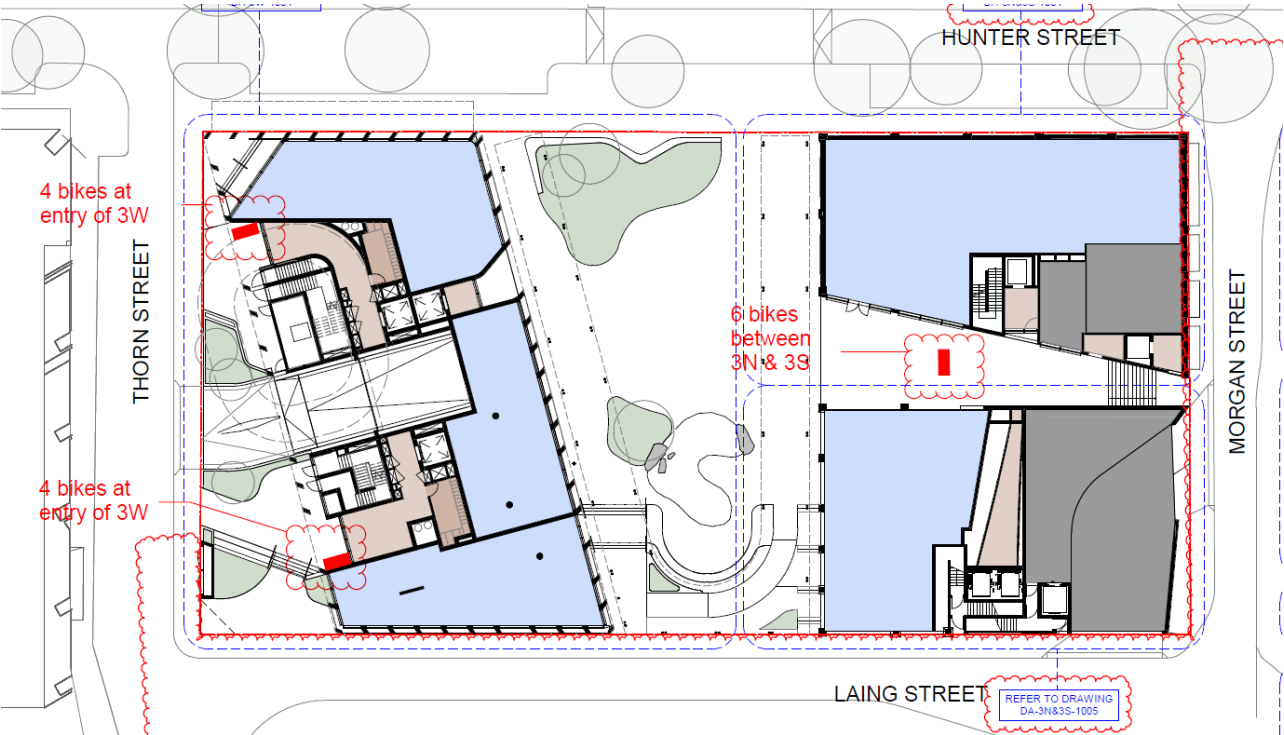 HUNTER STREET
4 bikes at
entry of 3W
THORN STREET
6 bikes
between
3N & 3S
MORGAN STREET
4 bikes at
entry of 3W
LAING STREET
REFER TO DRAWING
DA-3N&3S-1005